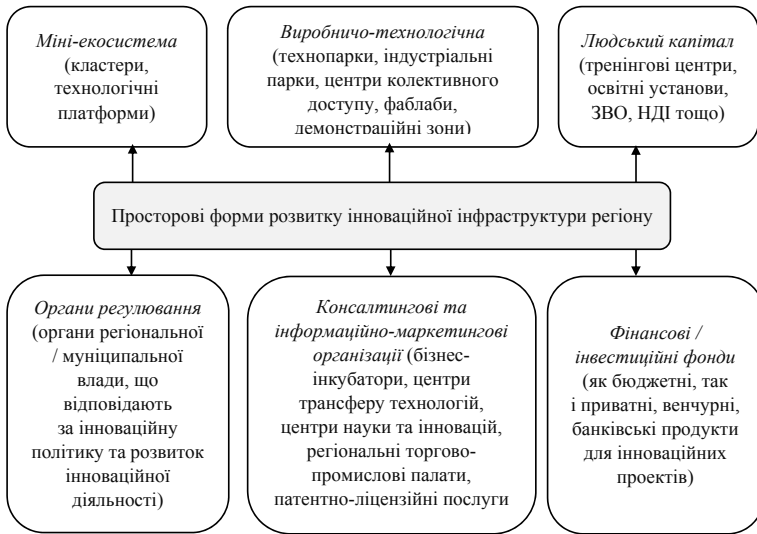 Міні-екосистема
(кластери,
технологічні
платформи)
Виробничо-технологічна
(технопарки, індустріальні
парки, центри колективного
доступу, фаблаби,
демонстраційні зони)
Людський капітал
(тренінгові центри,
освітні установи,
ЗВО, НДІ тощо)
Просторові форми розвитку інноваційної інфраструктури регіону
Органи регулювання
(органи регіональної
/ муніципальної
влади, що
відповідають
за інноваційну
політику та розвиток
інноваційної
діяльності)
Консалтингові та
інформаційно-маркетингові
організації (бізнес-
інкубатори, центри
трансферу технологій,
центри науки та інновацій,
регіональні торгово-
промислові палати,
патентно-ліцензійні послуги
Фінансові /
інвестиційні фонди
(як бюджетні, так
і приватні, венчурні,
банківські продукти
для інноваційних
проектів)